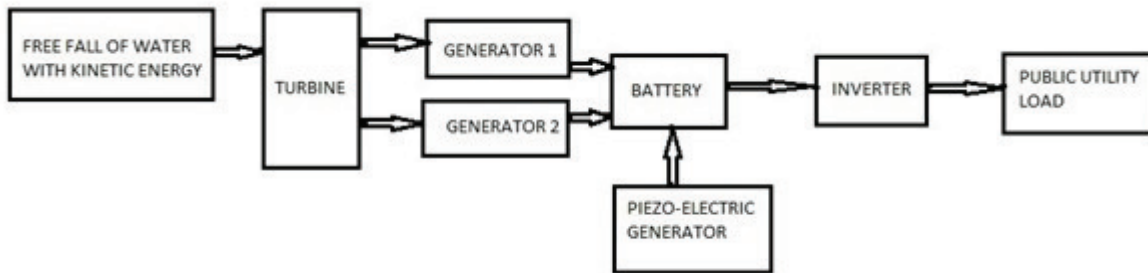 FREE FALL OF WATER
WITH KINETIC ENERGY
TURBINE
GENERATOR 1
GENERATOR 2
BATTERY
INVERTER
PUBLIC UTILITY
LOAD
PIEZO-ELECTRIC
GENERATOR